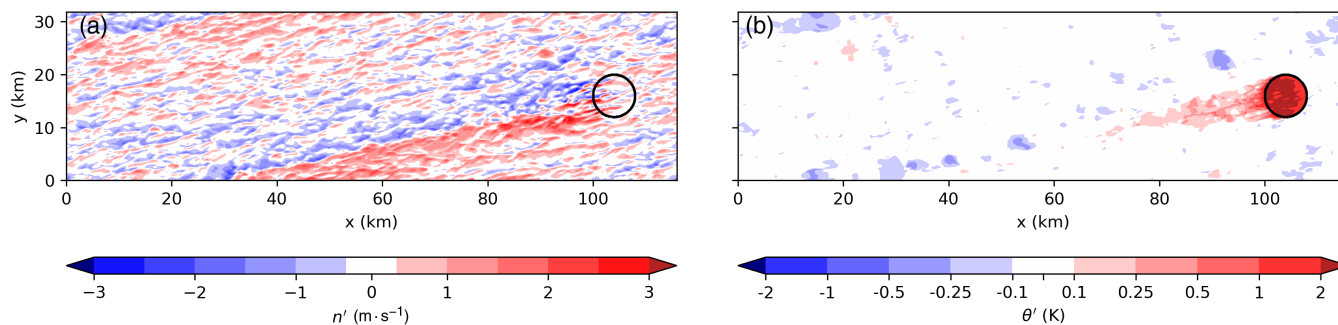 (a)
y (km)
30
20
10
0
0 20 40 60 80 100
x (km)
−3 −2 −1 0 1 2 3
n′ (m·s⁻¹)
(b)
0 20 40 60 80 100
x (km)
-2 -1 -0.5 -0.25 -0.1 0.1 0.25 0.5 1 2
θ′ (K)